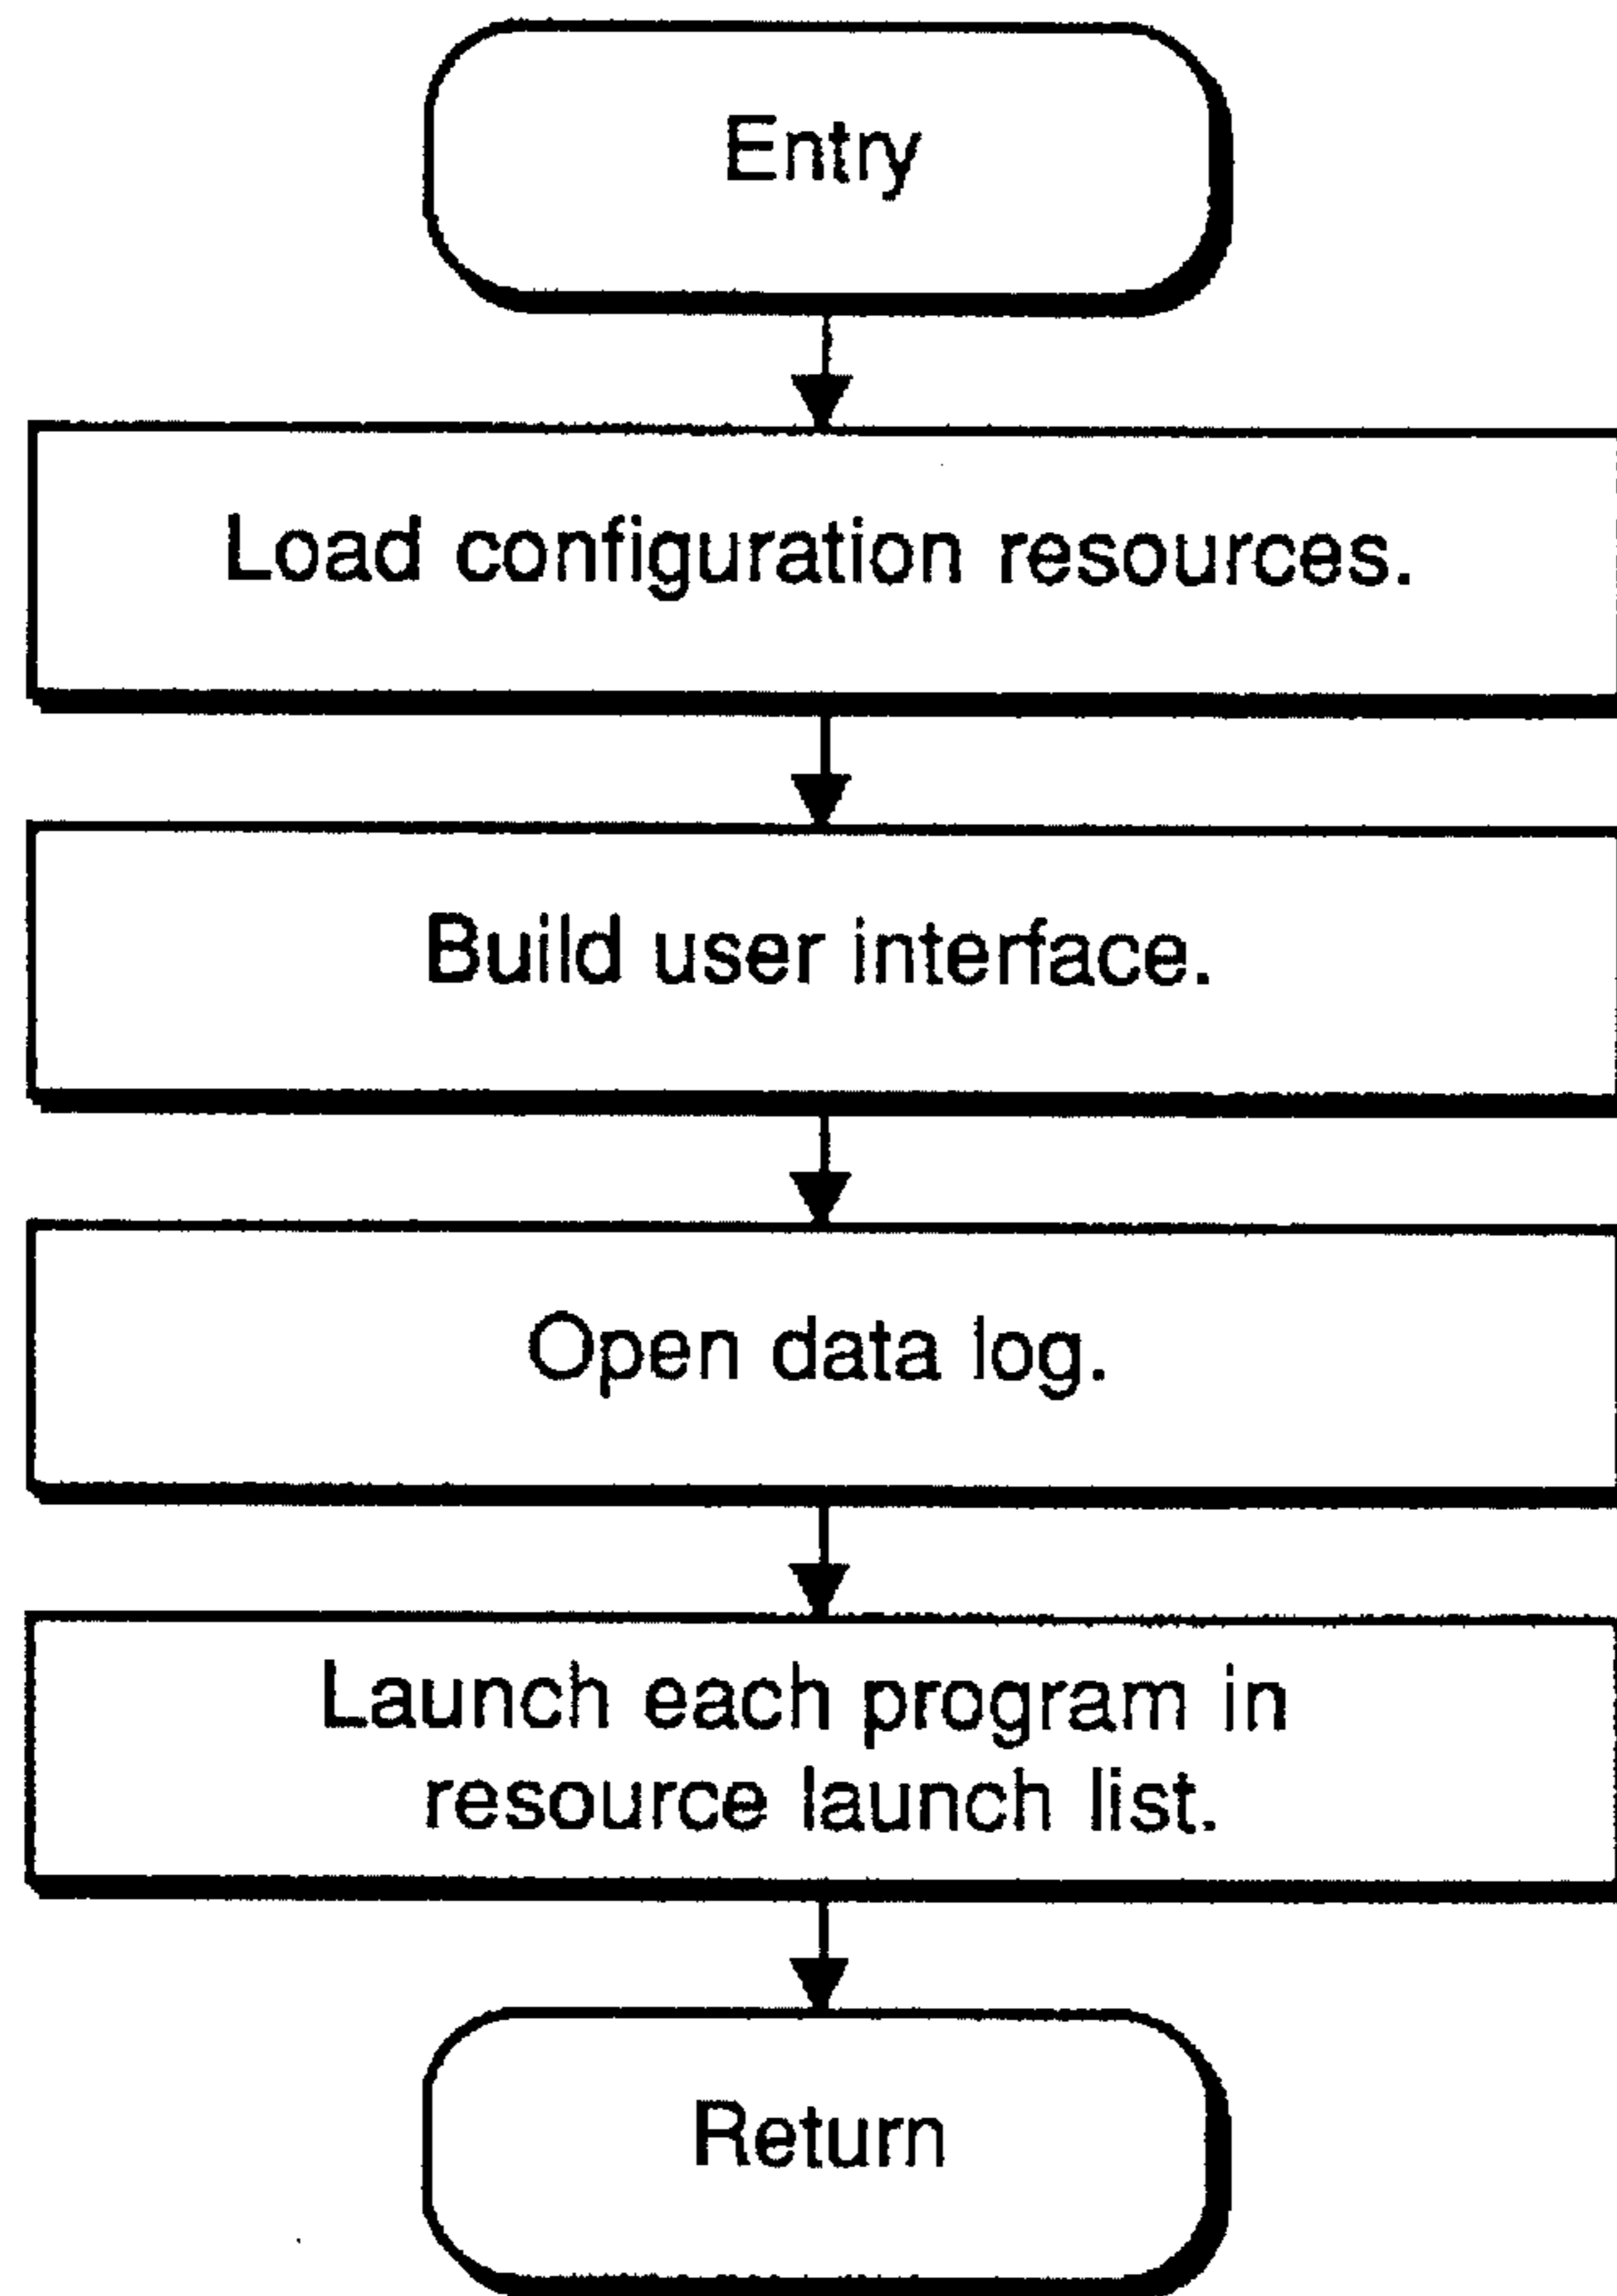 Entry
Load configuration resources.
Build user interface.
Open data log.
Launch each program in
resource launch list.
Return